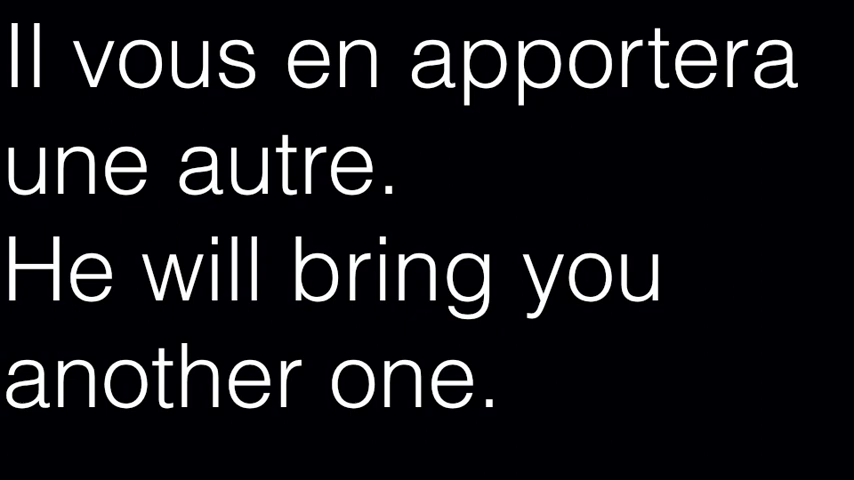 Il vous en apportera
une autre.
He will bring you
another one.